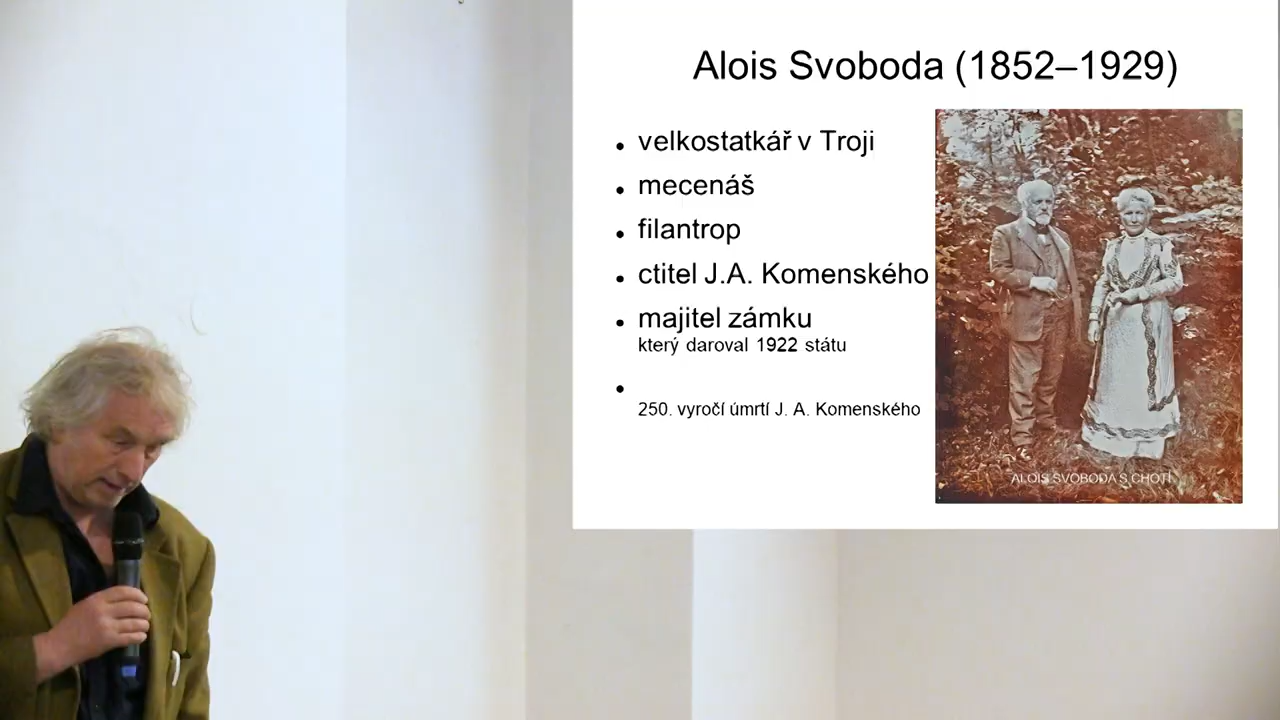 Alois Svoboda (1852–1929)
velkostatkář v Troji
mecenáš
filantrop
ctitel J.A. Komenského
majitel zámku
který daroval 1922 státu
250. vyročí úmrtí J. A. Komenského
ALOIS SVOBODA S CHOTÍ